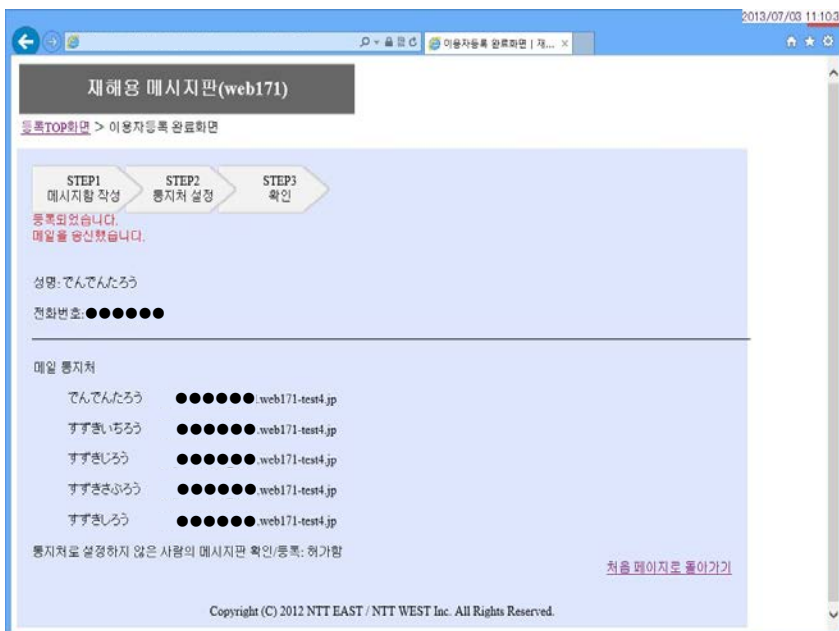 2013/07/03 11:103
이용자등록 완료화면 | 재...
재해용 메시지판(web171)
등록TOP화면 > 이용자등록 완료화면
STEP1 STEP2 STEP3
메시지함 작성 통지처 설정 확인
등록되었습니다.
메일을 송신했습니다.
성명:でんでんたろう
전화번호:●●●●●●
메일 통지처
でんでんたろう ●●●●●●.web171-test4.jp
すずきいちろう ●●●●●●.web171-test4.jp
すずきじろう ●●●●●●.web171-test4.jp
すずきさぶろう ●●●●●●.web171-test4.jp
すずきしろう ●●●●●●.web171-test4.jp
통지처로 설정하지 않은 사람의 메시지판 확인/등록: 허가함
처음 페이지로 돌아가기
Copyright (C) 2012 NTT EAST / NTT WEST Inc. All Rights Reserved.